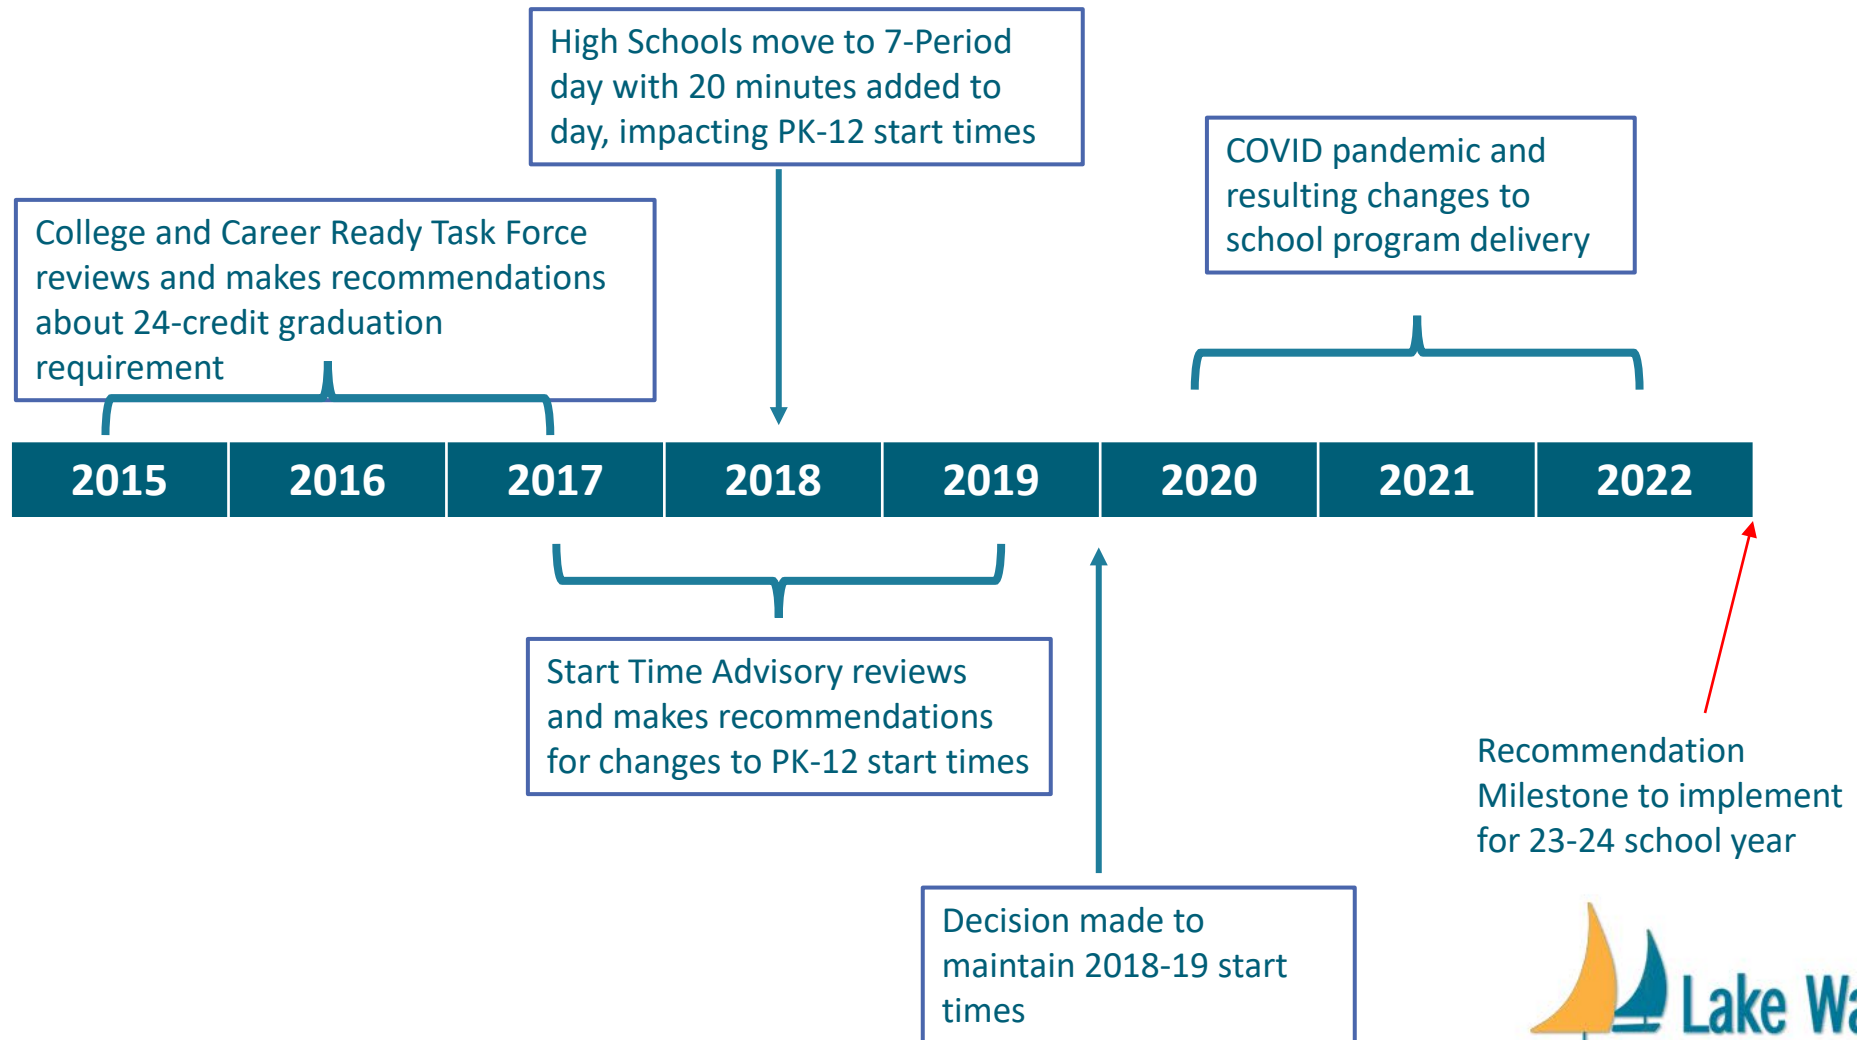 High Schools move to 7-Period
day with 20 minutes added to
day, impacting PK-12 start times
COVID pandemic and
resulting changes to
school program delivery
College and Career Ready Task Force
reviews and makes recommendations
about 24-credit graduation
requirement
2015 2016 2017 2018 2019 2020 2021 2022
Start Time Advisory reviews
and makes recommendations
for changes to PK-12 start times
Recommendation
Milestone to implement
for 23-24 school year
Decision made to
maintain 2018-19 start
times
Lake Wa